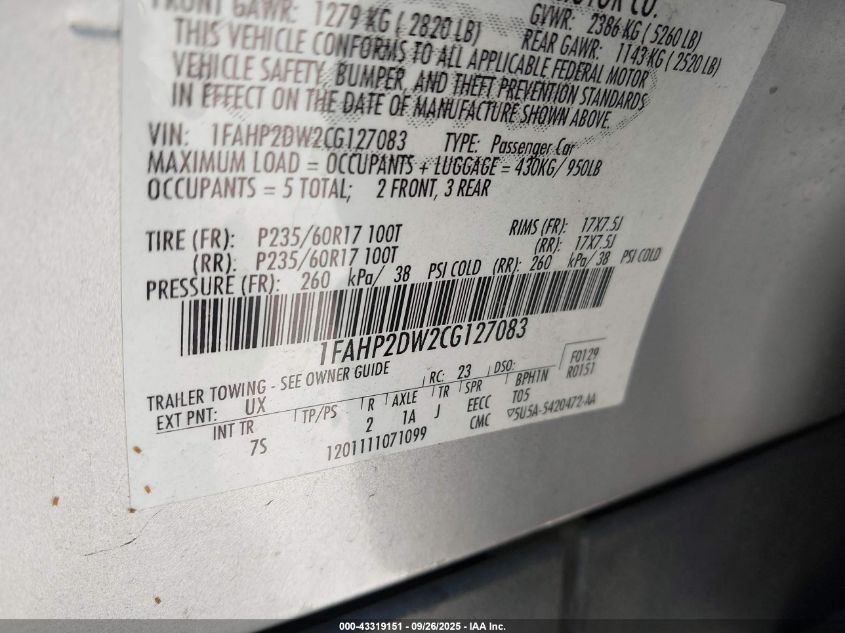 MOTOR CO.
FRONT GAWR: 1279 KG ( 2820 LB) GVWR: 2386 KG ( 5260 LB)
REAR GAWR: 1143 KG ( 2520 LB)
THIS VEHICLE CONFORMS TO ALL APPLICABLE FEDERAL MOTOR
VEHICLE SAFETY, BUMPER, AND THEFT PREVENTION STANDARDS
IN EFFECT ON THE DATE OF MANUFACTURE SHOWN ABOVE.
VIN: 1FAHP2DW2CG127083 TYPE: Passenger Car
MAXIMUM LOAD = OCCUPANTS + LUGGAGE = 430KG/950LB
OCCUPANTS = 5 TOTAL; 2 FRONT, 3 REAR
TIRE (FR): P235/60R17 100T RIMS (FR): 17X7.5J
(RR): P235/60R17 100T (RR): 17X7.5J
PRESSURE (FR): 260 kPa/ 38 PSI COLD (RR): 260 kPa/ 38 PSI COLD
1FAHP2DW2CG127083
TRAILER TOWING - SEE OWNER GUIDE
F0129
R0151
EXT PNT: UX RC: 23 DSO:
INT TR TP/PS R AXLE TR SPR BPHTN
7S 2 1A J EECC T05
1201111071099 CMC 5U5A-5420472-AA
000-43319151 - 09/26/2025 - IAA Inc.